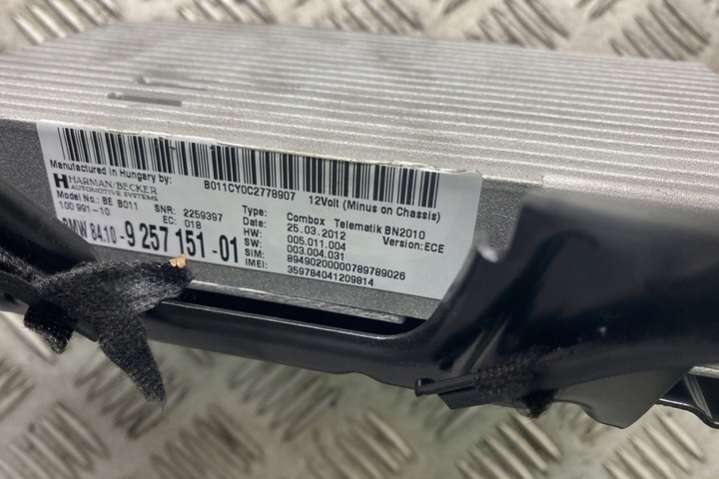 B011CY0C2778907
Manufactured in Hungary by:
12Volt (Minus on Chassis)
HARMAN/BECKER
AUTOMOTIVE SYSTEMS
Model No.: BE B011
100 991-10
SNR: 2259397
EC: 018
Type: Combox Telematik BN2010
Date: 25.03.2012 Version: ECE
HW: 005.011.004
SW: 003.004.031
SIM: 89490200000789789026
IMEI: 359784041209814
BMW 84.10-9 257 151-01